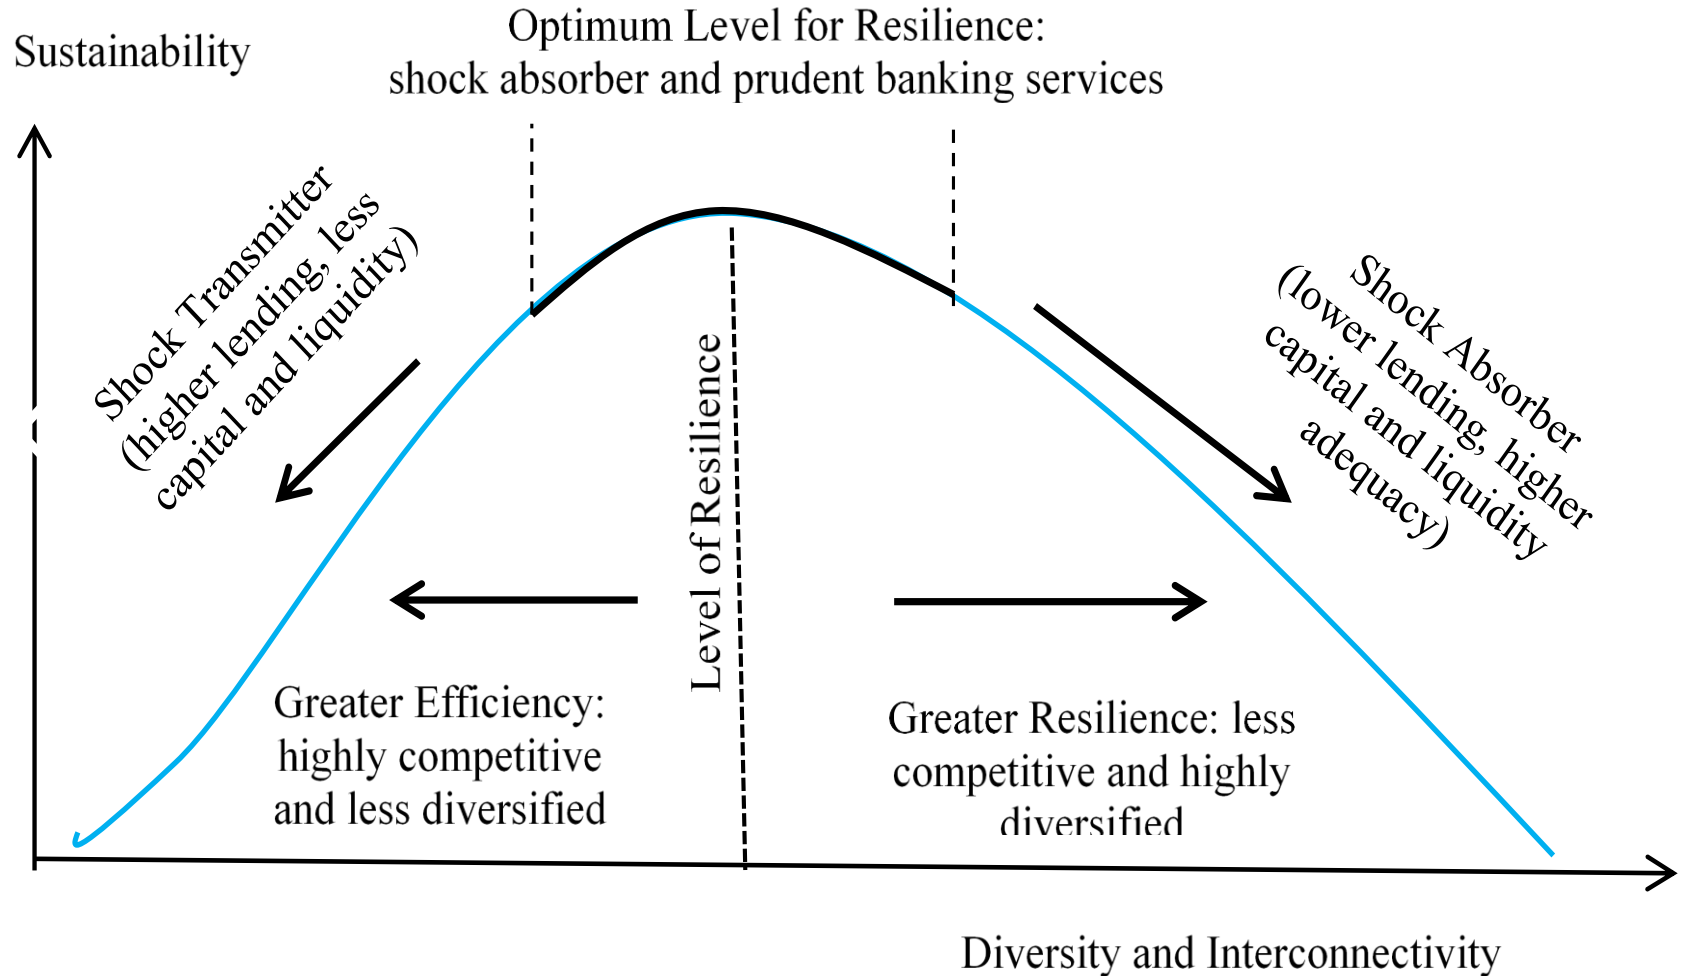 Optimum Level for Resilience:
shock absorber and prudent banking services
Sustainability
Shock Transmitter
(higher lending, less
capital and liquidity)
Shock Absorber
(lower lending, higher
capital and liquidity
adequacy)
Level of Resilience
Greater Efficiency:
highly competitive
and less diversified
Greater Resilience: less
competitive and highly
diversified
Diversity and Interconnectivity